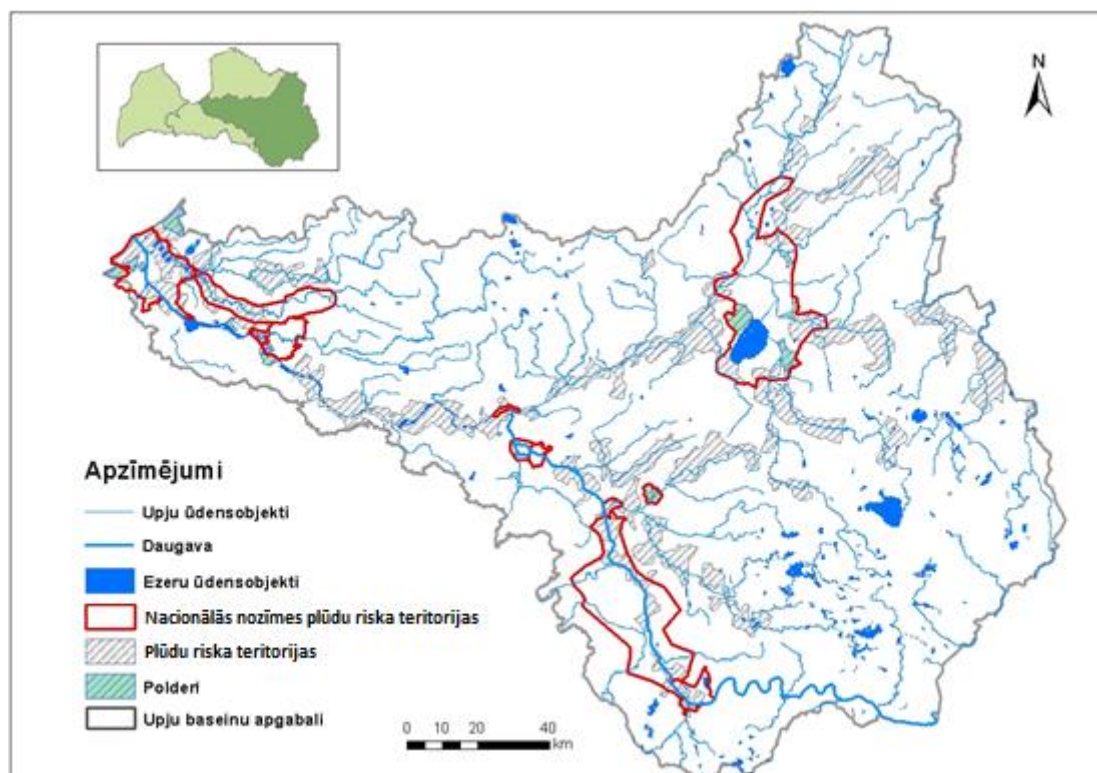 N
Apzīmējumi
Upju ūdensobjekti
Daugava
Ezeru ūdensobjekti
Nacionālās nozīmes plūdu riska teritorijas
Plūdu riska teritorijas
Polderi
Upju baseinu apgabali
0 10 20 40
km